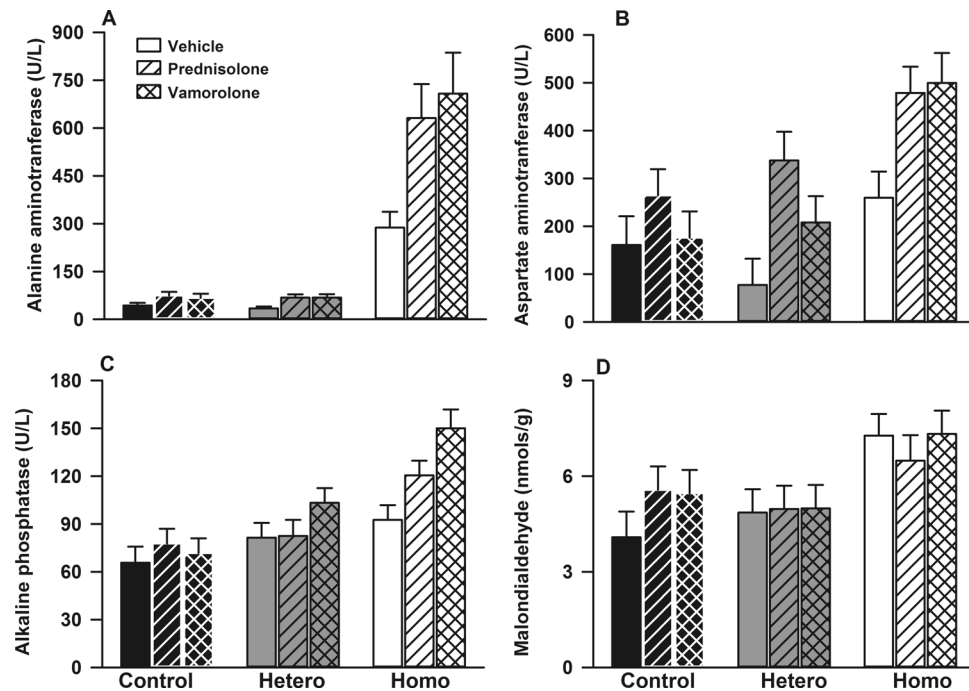 A
Alanine aminotranferase (U/L)
900
750
600
450
300
150
0
Vehicle
Prednisolone
Vamorolone
B
Aspartate aminotranferase (U/L)
600
500
400
300
200
100
0
C
Alkaline phosphatase (U/L)
180
150
120
90
60
30
0
Control Hetero Homo
D
Malondialdehyde (nmols/g)
9
6
3
0
Control Hetero Homo